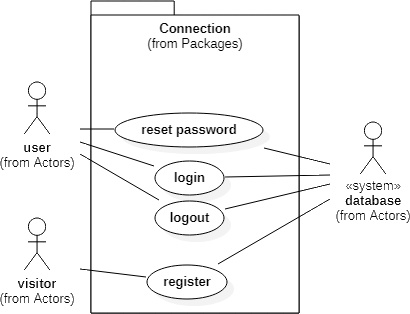 Connection
(from Packages)
reset password
user
(from Actors)
login
«system»
database
(from Actors)
logout
visitor
(from Actors)
register